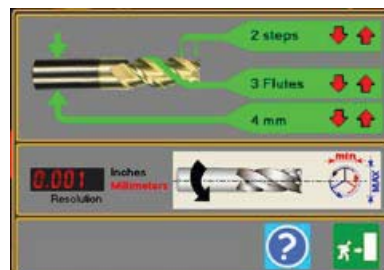 2 steps
3 Flutes
4 mm
0.001
Inches
Millimeters
Resolution
min
MAX
?